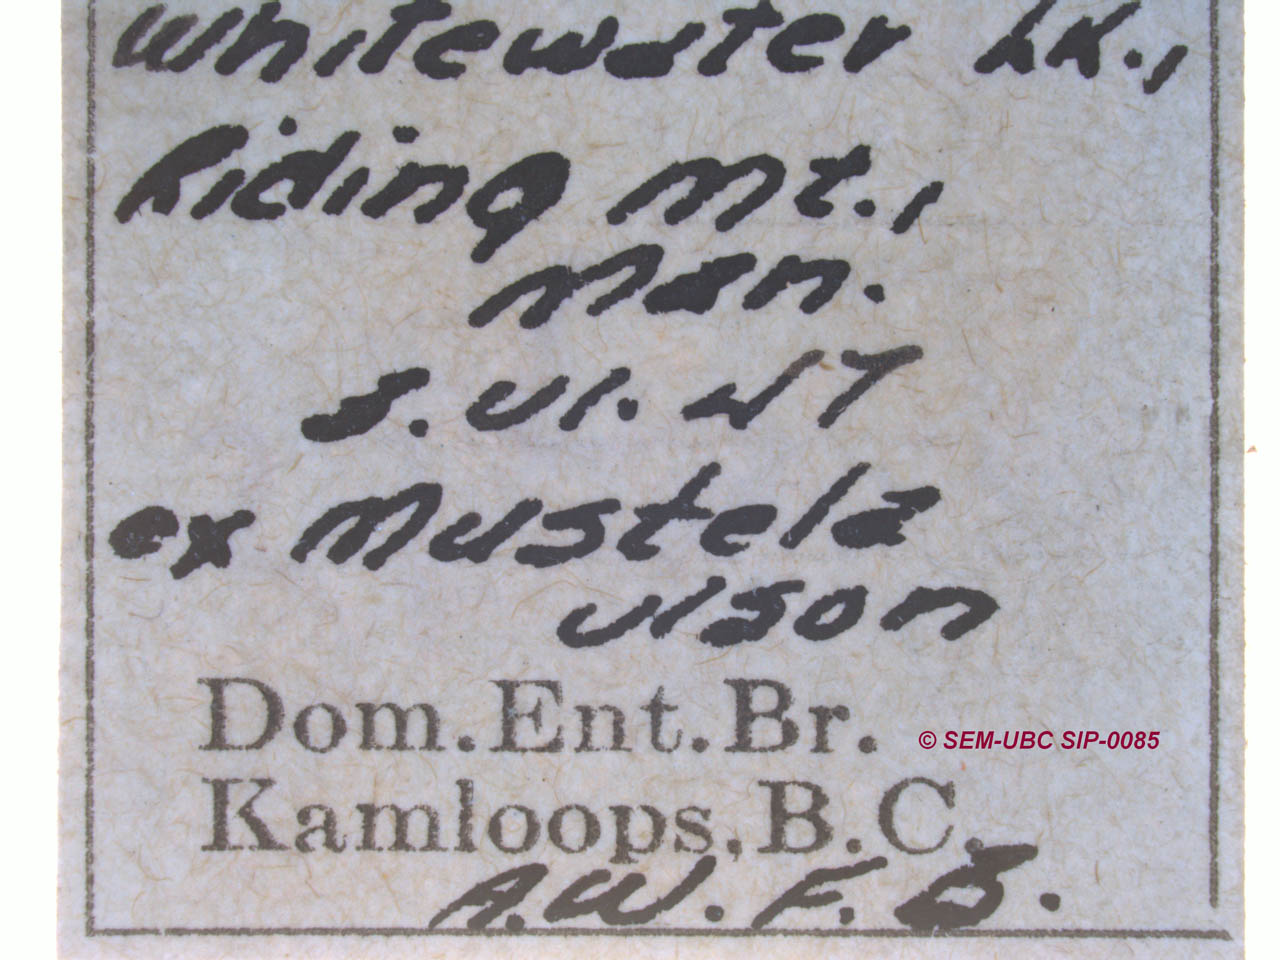 Whitewater Lk.,
Riding Mt.,
Man.
8.VI.47
ex Mustela
vison
Dom.Ent.Br.
© SEM-UBC SIP-0085
Kamloops,B.C.
A.W.F.B.